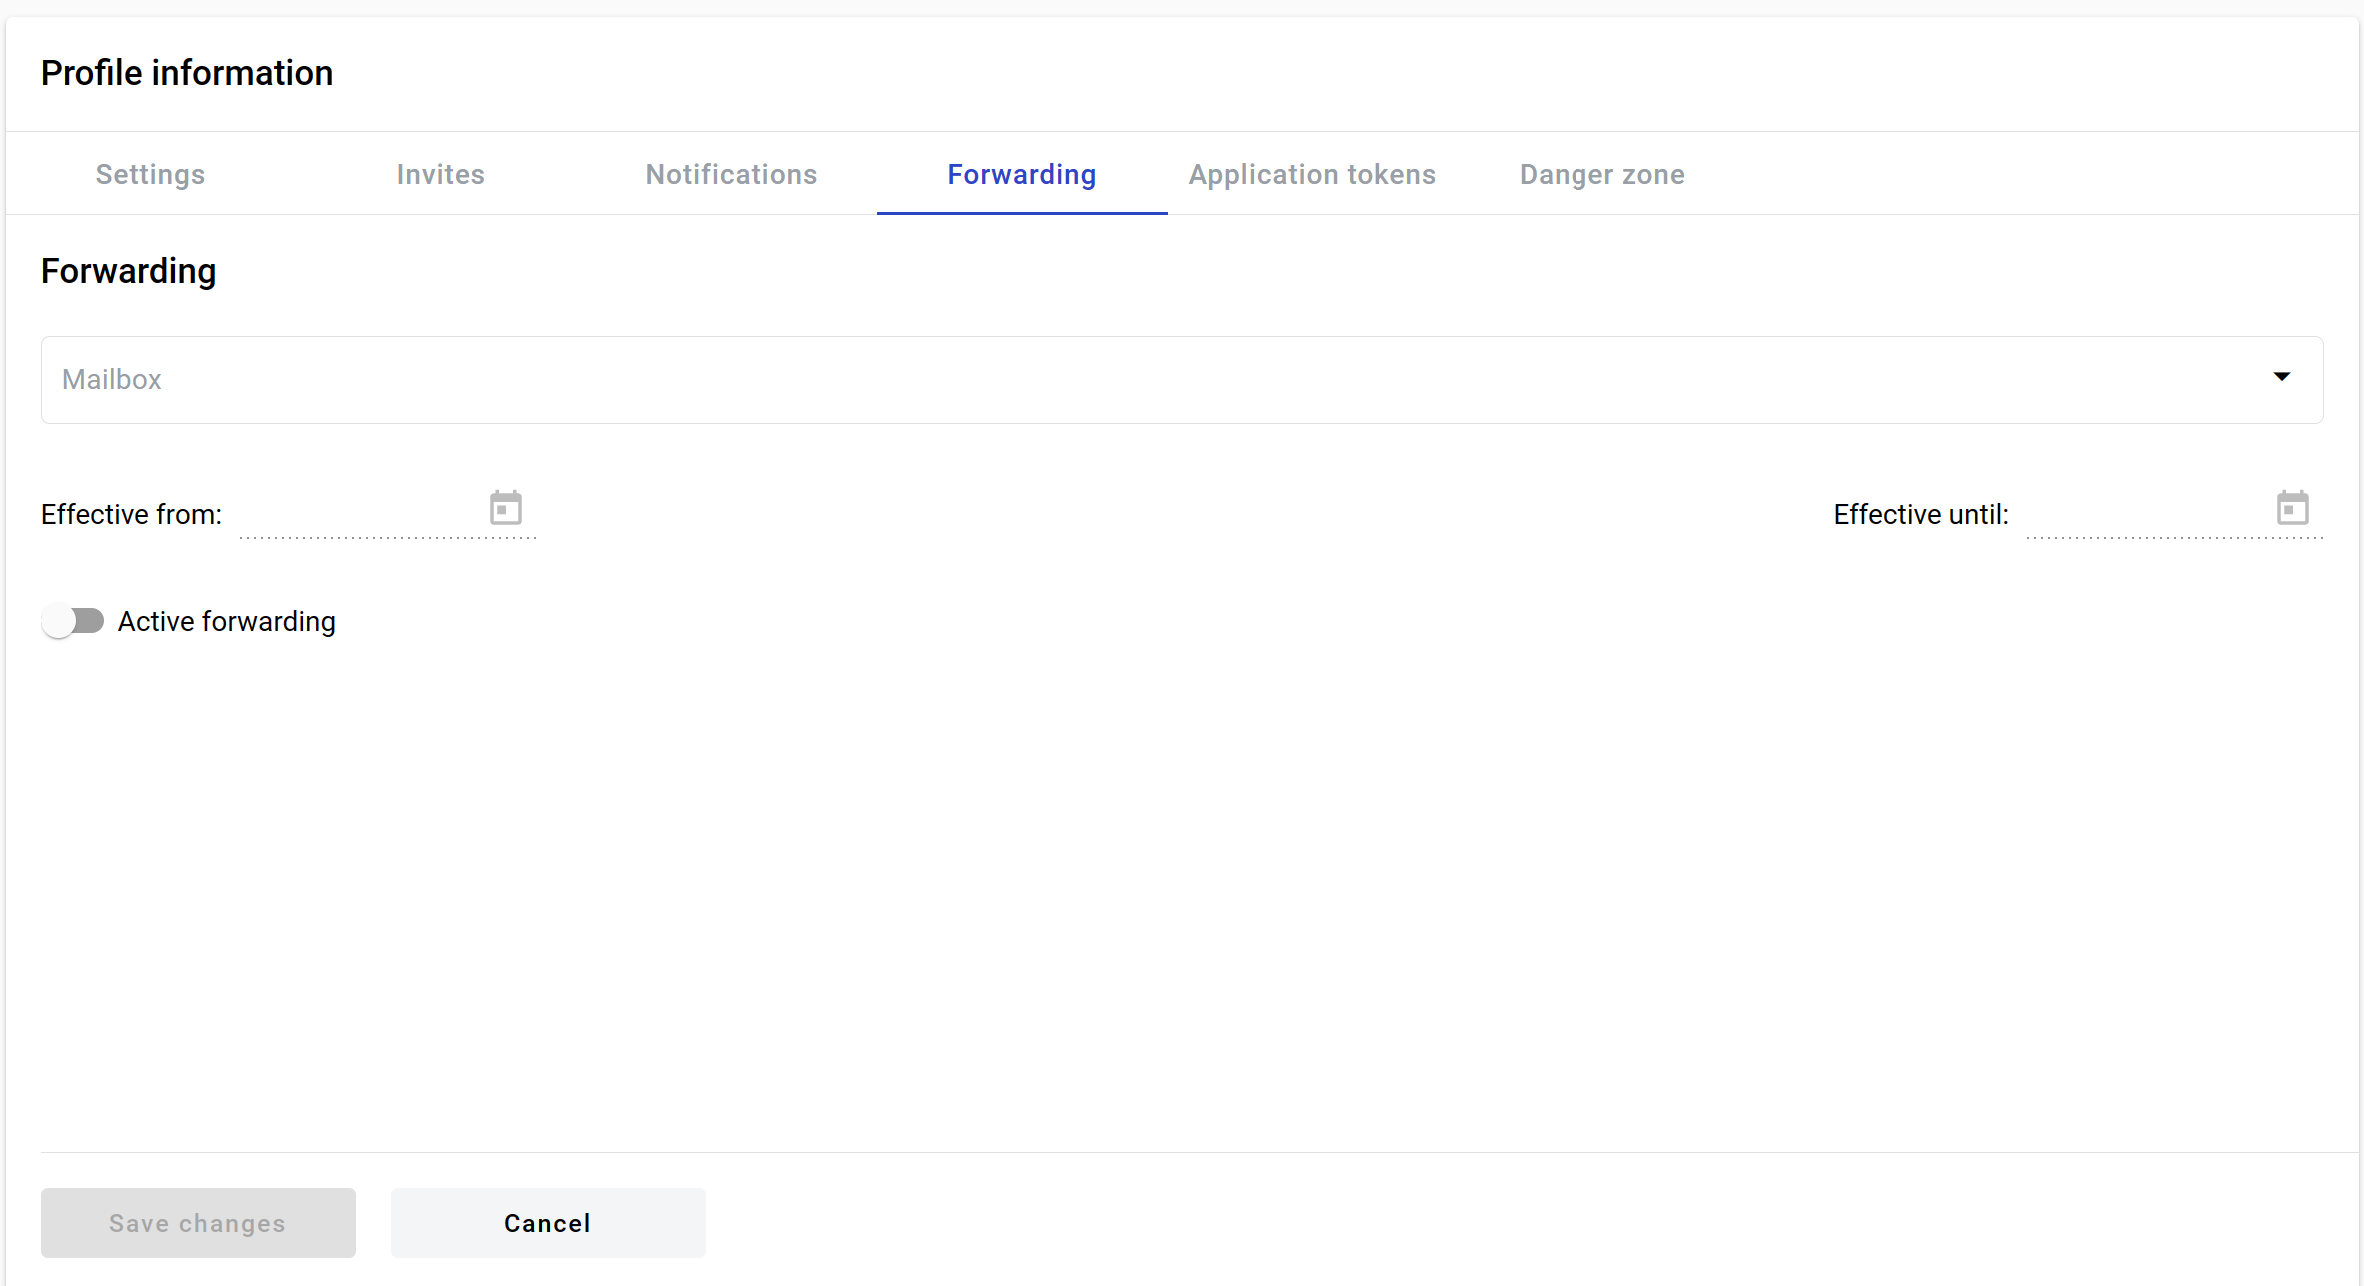 Profile information
Settings Invites Notifications Forwarding Application tokens Danger zone
Forwarding
Mailbox
Effective from: Effective until:
Active forwarding
Save changes Cancel